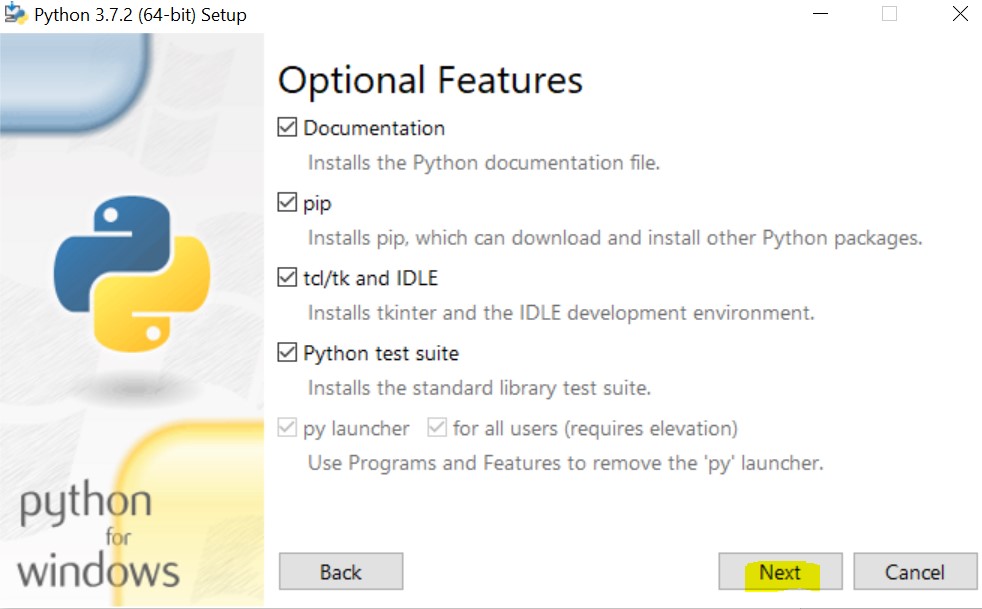 Python 3.7.2 (64-bit) Setup
Optional Features
Documentation
Installs the Python documentation file.
pip
Installs pip, which can download and install other Python packages.
tcl/tk and IDLE
Installs tkinter and the IDLE development environment.
Python test suite
Installs the standard library test suite.
py launcher for all users (requires elevation)
Use Programs and Features to remove the 'py' launcher.
python
for
windows
Back Next Cancel